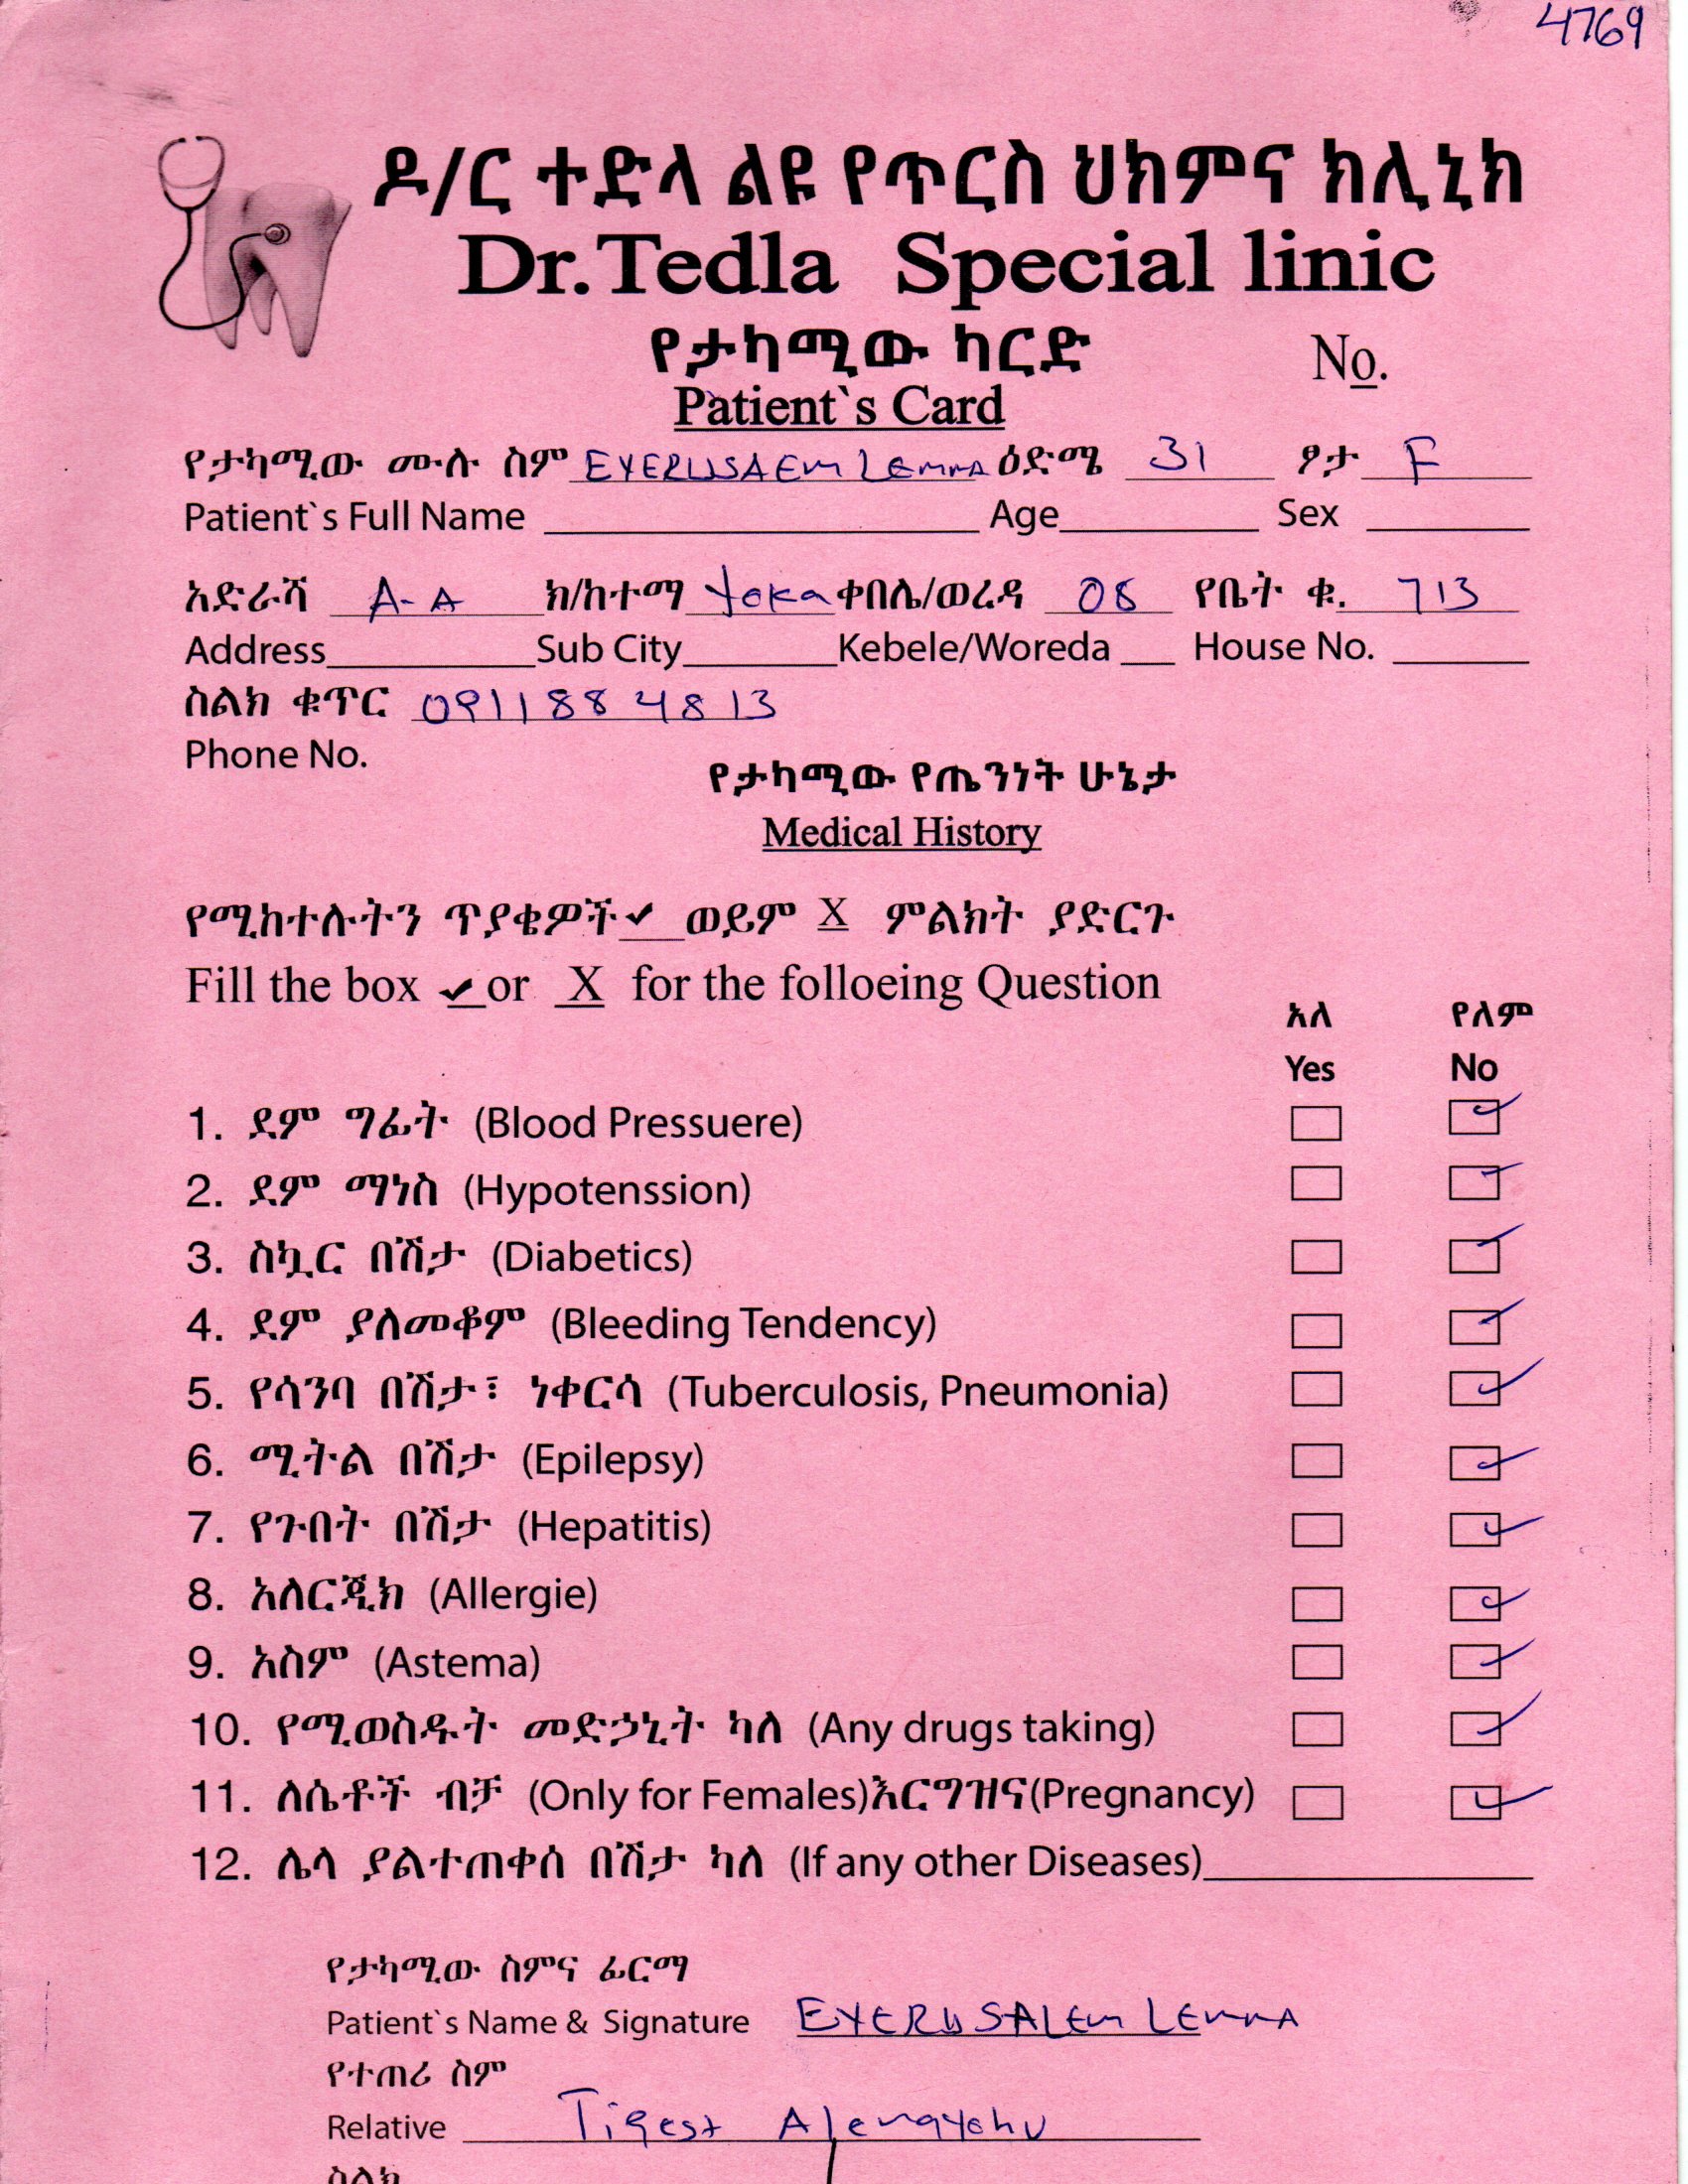 4769
ዶ/ር ተድላ ልዩ የጥርስ ህክምና ክሊኒክ
Dr.Tedla Special linic
የታካሚው ካርድ
No.
Patient`s Card
የታካሚው ሙሉ ስም EYERUSAEM LEMMA ዕድሜ 31 ፆታ F
Patient`s Full Name Age Sex
አድራሻ A-A ክ/ከተማ ቀበሌ/ወረዳ 08 የቤት ቁ. 713
Address Sub City Kebele/Woreda House No.
ስልክ ቁጥር 0911884813
Phone No.
የታካሚው የጤንነት ሁኔታ
Medical History
የሚከተሉትን ጥያቄዎች ✓ ወይም X ምልክት ያድርጉ
Fill the box ✓ or X for the folloeing Question
አለ የለም
Yes No
1. ደም ግፊት (Blood Pressuere) ☐ ☑
2. ደም ማነስ (Hypotenssion) ☐ ☑
3. ስኳር በሽታ (Diabetics) ☐ ☑
4. ደም ያለመቆም (Bleeding Tendency) ☐ ☑
5. የሳንባ በሽታ፣ ነቀርሳ (Tuberculosis, Pneumonia) ☐ ☑
6. ሚትል በሽታ (Epilepsy) ☐ ☑
7. የጉበት በሽታ (Hepatitis) ☐ ☑
8. አለርጂክ (Allergie) ☐ ☑
9. አስም (Astema) ☐ ☑
10. የሚወስዱት መድኃኒት ካለ (Any drugs taking) ☐ ☑
11. ለሴቶች ብቻ (Only for Females)እርግዝና(Pregnancy) ☐ ☑
12. ሌላ ያልተጠቀሰ በሽታ ካለ (If any other Diseases)
የታካሚው ስምና ፊርማ
Patient`s Name & Signature EYERUSALEM LEMMA
የተጠሪ ስም
Relative Tigest Alemayehu
ስልክ